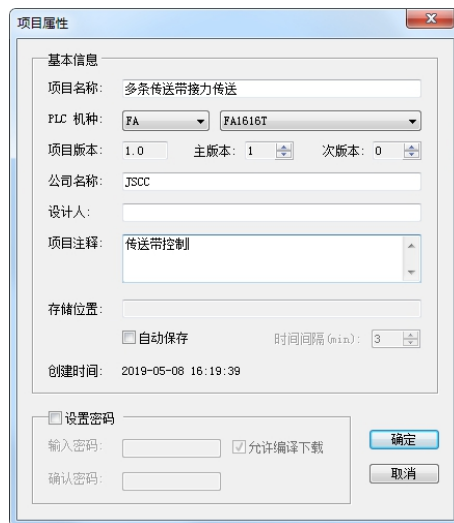 项目属性
基本信息
项目名称: 多条传送带接力传送
PLC 机种: FA FA1616T
项目版本: 1.0 主版本: 1 次版本: 0
公司名称: JSCC
设计人:
项目注释: 传送带控制
存储位置:
自动保存 时间间隔(min): 3
创建时间: 2019-05-08 16:19:39
设置密码
输入密码: 允许编译下载 确定
确认密码: 取消